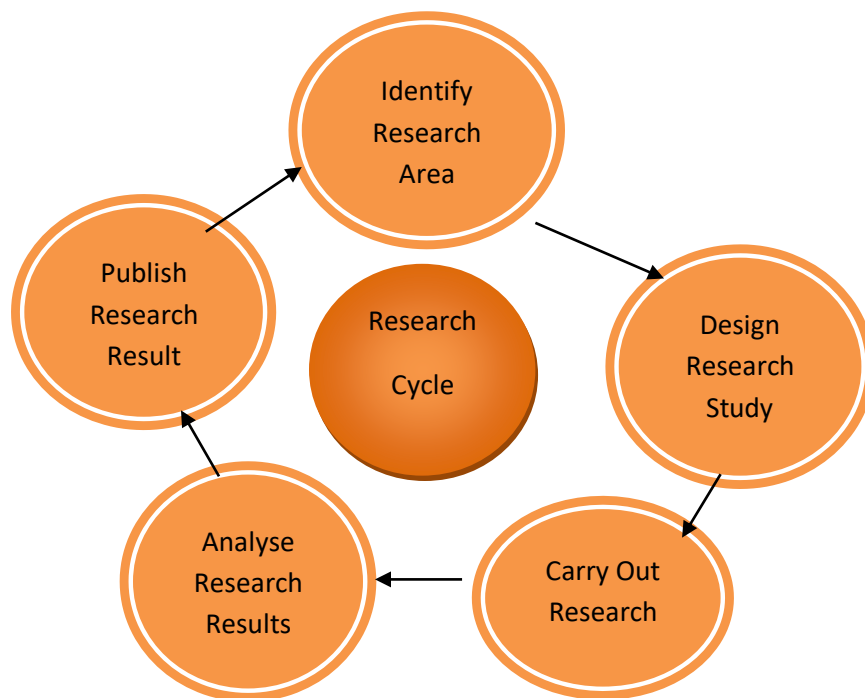 Identify
Research
Area
Design
Research
Study
Carry Out
Research
Analyse
Research
Results
Publish
Research
Result
Research
Cycle